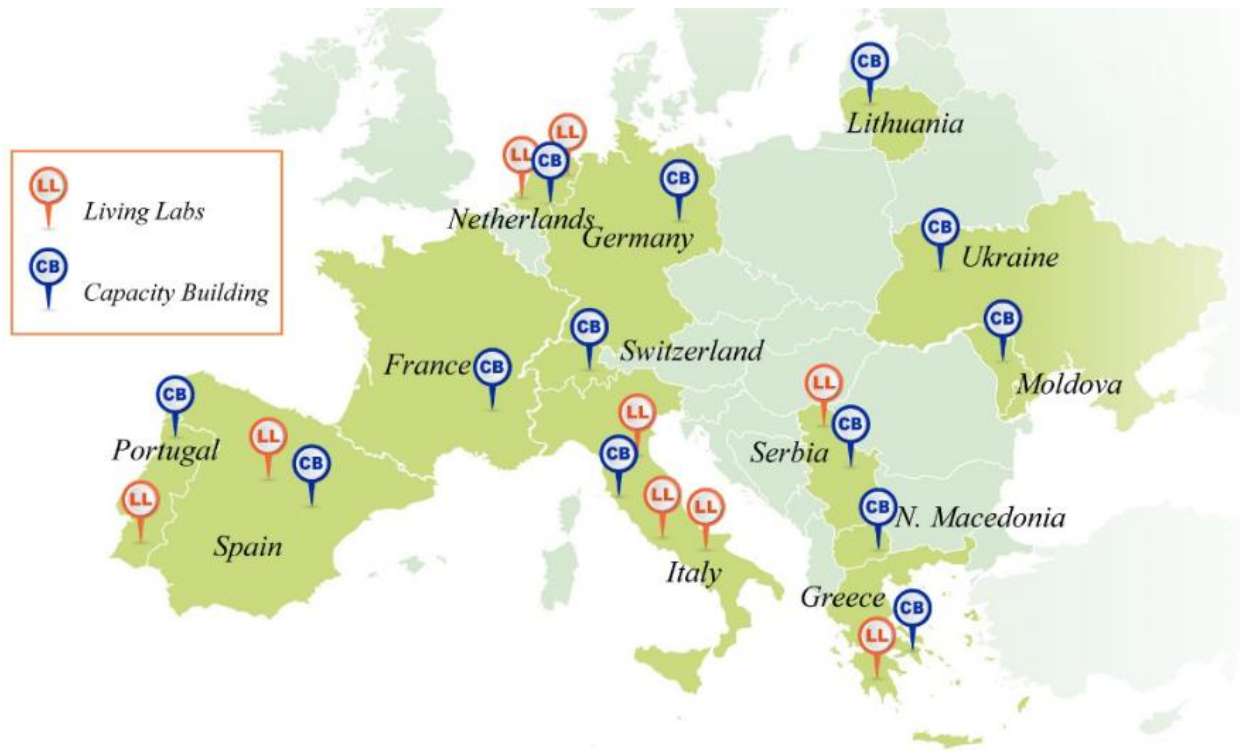 CB
Lithuania
LL
LL
CB
Netherlands
CB
Germany
LL
Living Labs
CB
Capacity Building
CB
Ukraine
CB
Moldova
CB
Switzerland
France
CB
CB
Portugal
LL
CB
LL
Spain
LL
CB
LL
LL
Italy
LL
CB
Serbia
CB
N. Macedonia
Greece
CB
LL